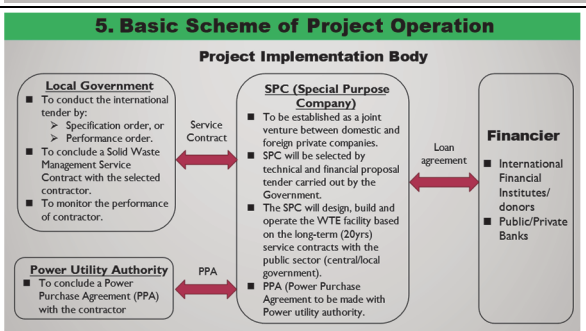 5. Basic Scheme of Project Operation
Project Implementation Body
Local Government
■ To conduct the international
tender by:
➢ Specification order, or
➢ Performance order.
■ To conclude a Solid Waste
Management Service
Contract with the selected
contractor.
■ To monitor the performance
of contractor.
Service
Contract
SPC (Special Purpose
Company)
■ To be established as a joint
venture between domestic and
foreign private companies.
■ SPC will be selected by
technical and financial proposal
tender carried out by the
Government.
■ The SPC will design, build and
operate the WTE facility based
on the long-term (20yrs)
service contracts with the
public sector (central/local
government).
■ PPA (Power Purchase
Agreement to be made with
Power utility authority.
Loan
agreement
Financier
■ International
Financial
Institutes/
donors
■ Public/Private
Banks
Power Utility Authority
■ To conclude a Power
Purchase Agreement (PPA)
with the contractor
PPA